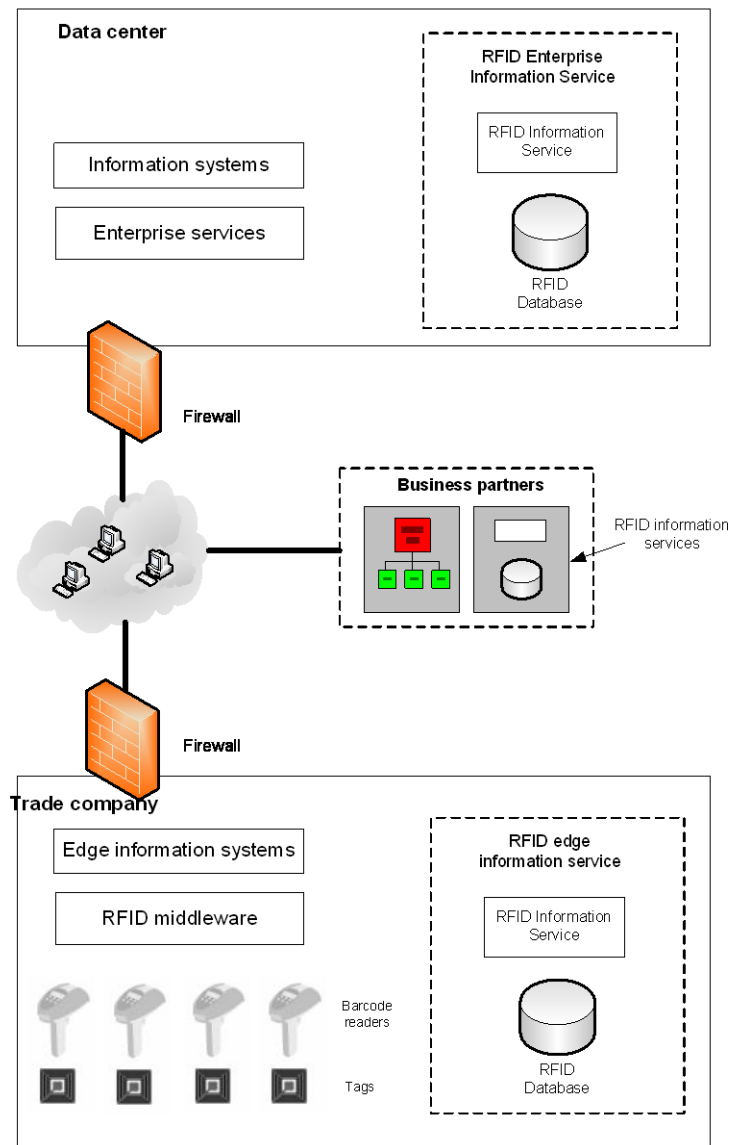 Data center
RFID Enterprise
Information Service
RFID Information
Service
Information systems
Enterprise services
RFID
Database
Firewall
Business partners
RFID information
services
Firewall
Trade company
Edge information systems
RFID middleware
RFID edge
information service
RFID Information
Service
Barcode
readers
RFID
Database
Tags